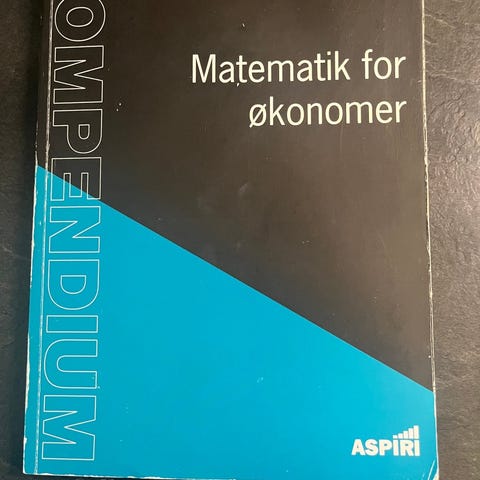 Matematik for
økonomer
OMPENDIUM
ASPIRI